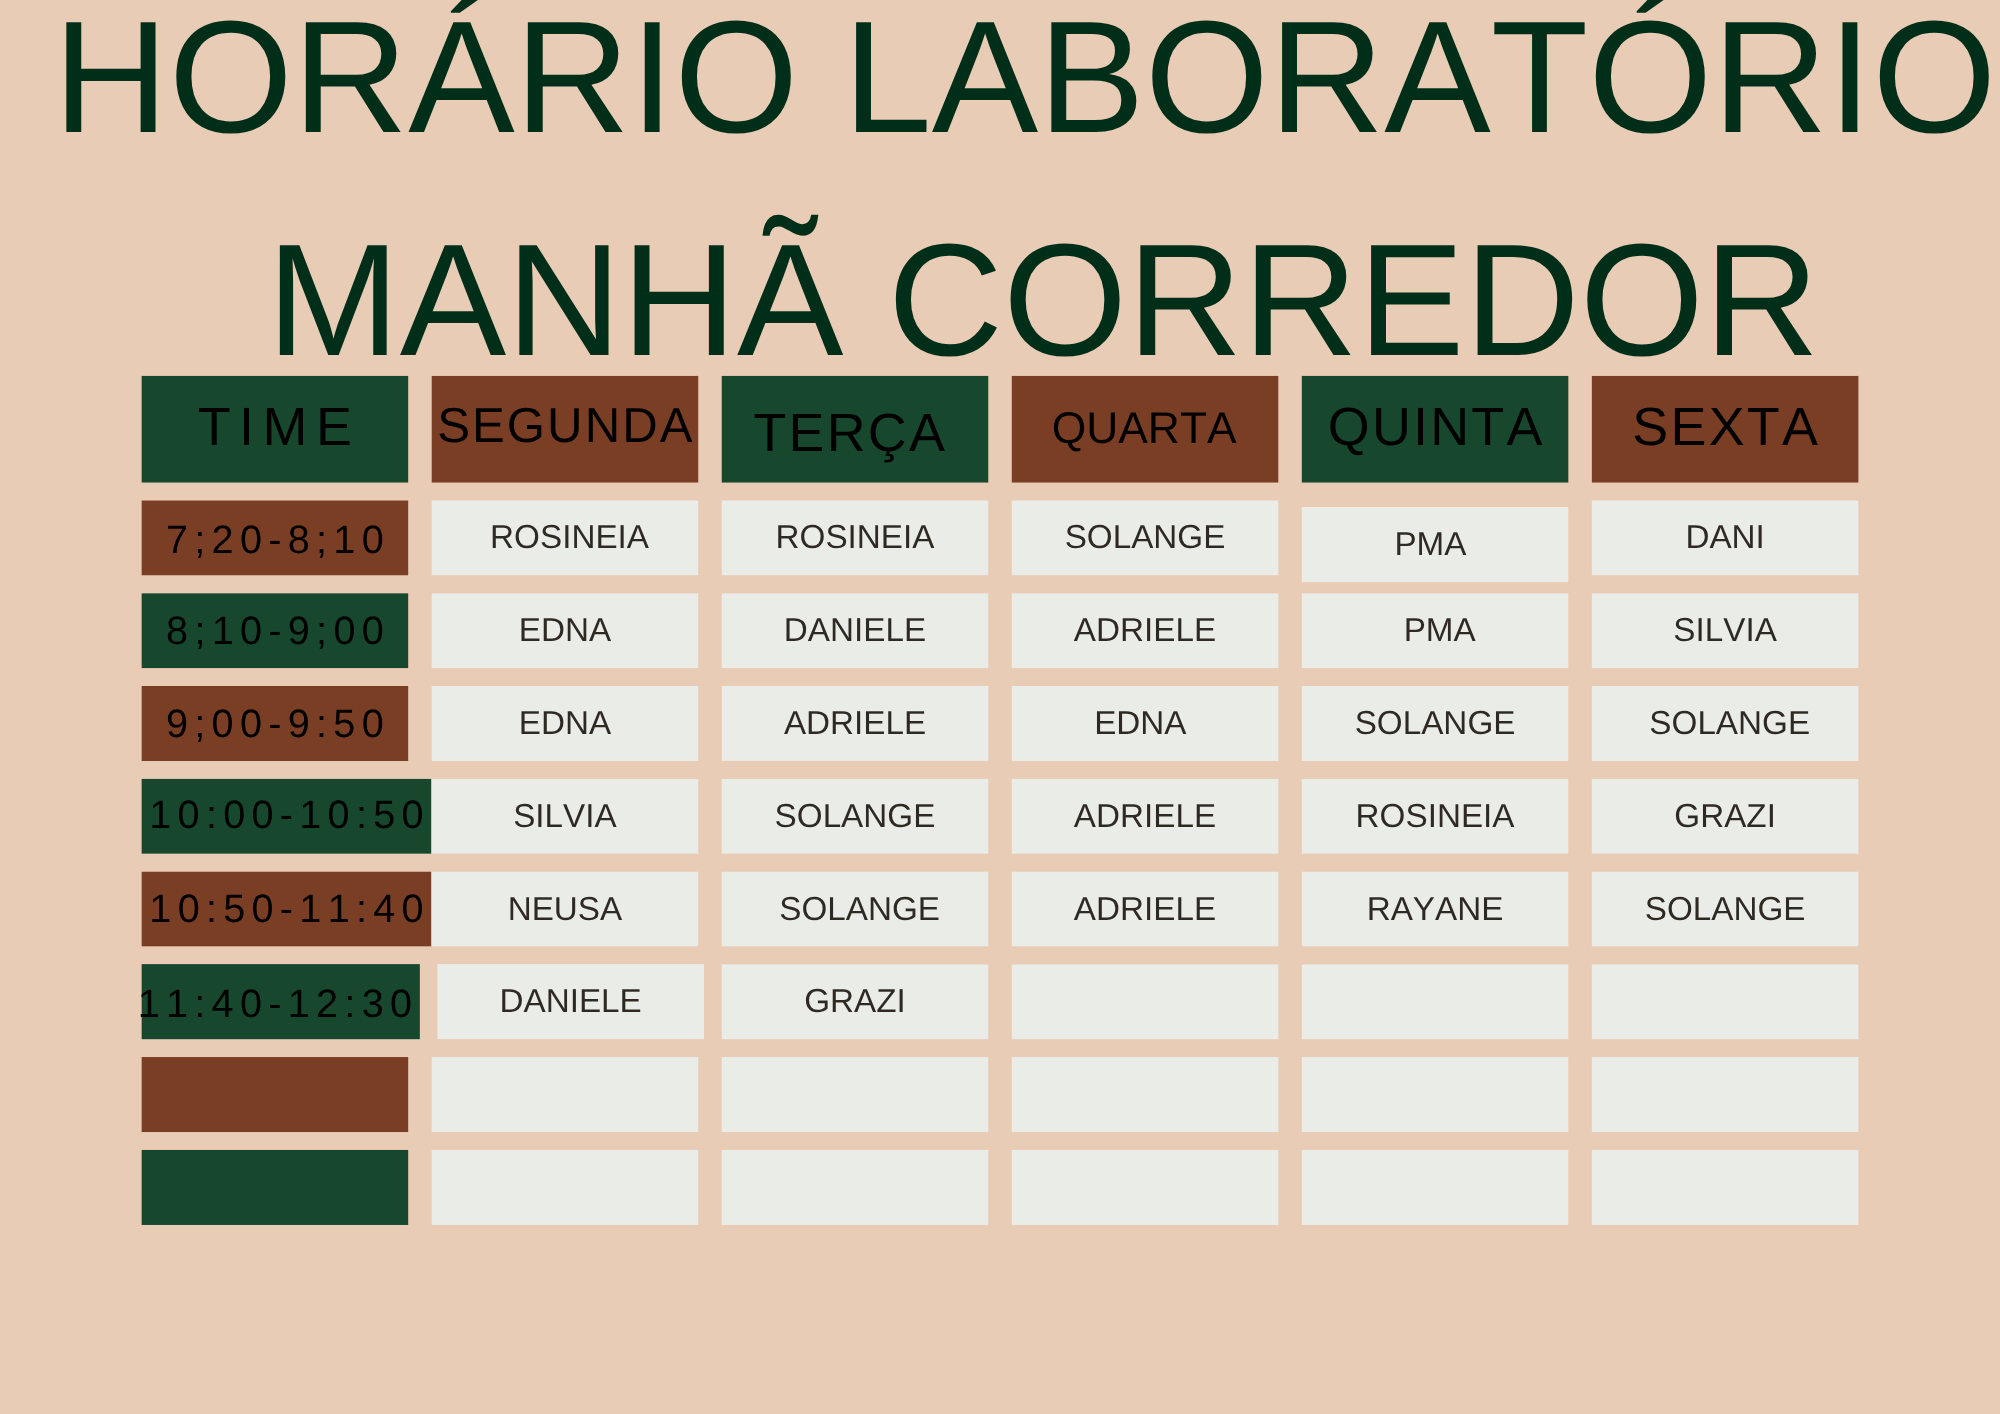 HORÁRIO LABORATÓRIO
MANHÃ CORREDOR
TIME SEGUNDA TERÇA QUARTA QUINTA SEXTA
7;20-8;10 ROSINEIA ROSINEIA SOLANGE PMA DANI
8;10-9;00 EDNA DANIELE ADRIELE PMA SILVIA
9;00-9:50 EDNA ADRIELE EDNA SOLANGE SOLANGE
10:00-10:50 SILVIA SOLANGE ADRIELE ROSINEIA GRAZI
10:50-11:40 NEUSA SOLANGE ADRIELE RAYANE SOLANGE
11:40-12:30 DANIELE GRAZI